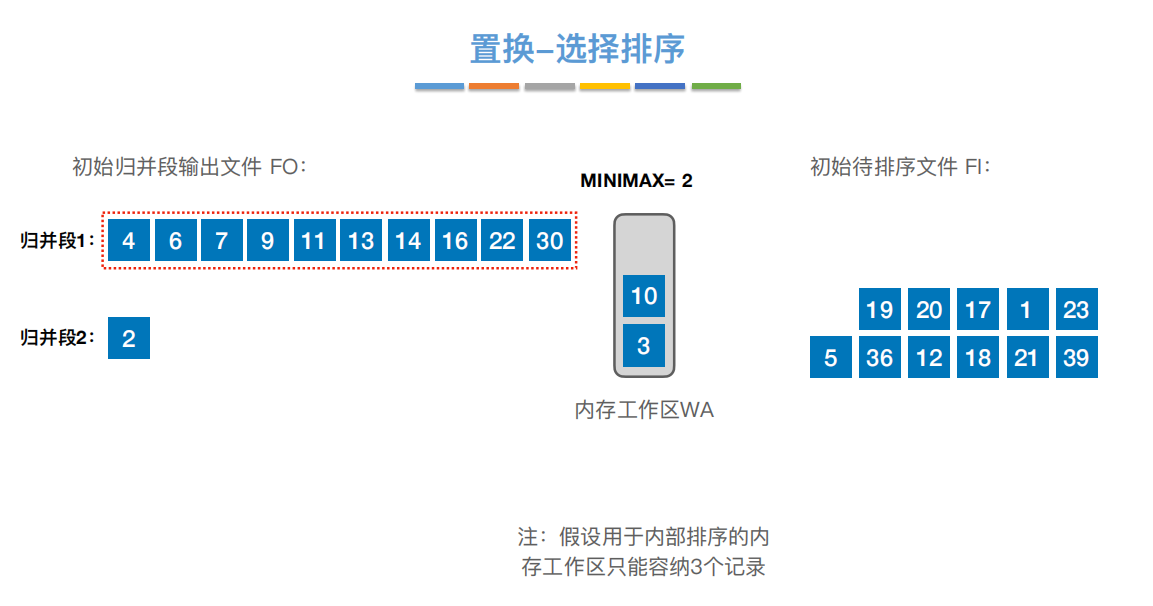 置换–选择排序
初始归并段输出文件 FO：
MINIMAX= 2
初始待排序文件 FI：
归并段1： 4 6 7 9 11 13 14 16 22 30
10
3
19 20 17 1 23
归并段2： 2
5 36 12 18 21 39
内存工作区WA
注：假设用于内部排序的内
存工作区只能容纳3个记录